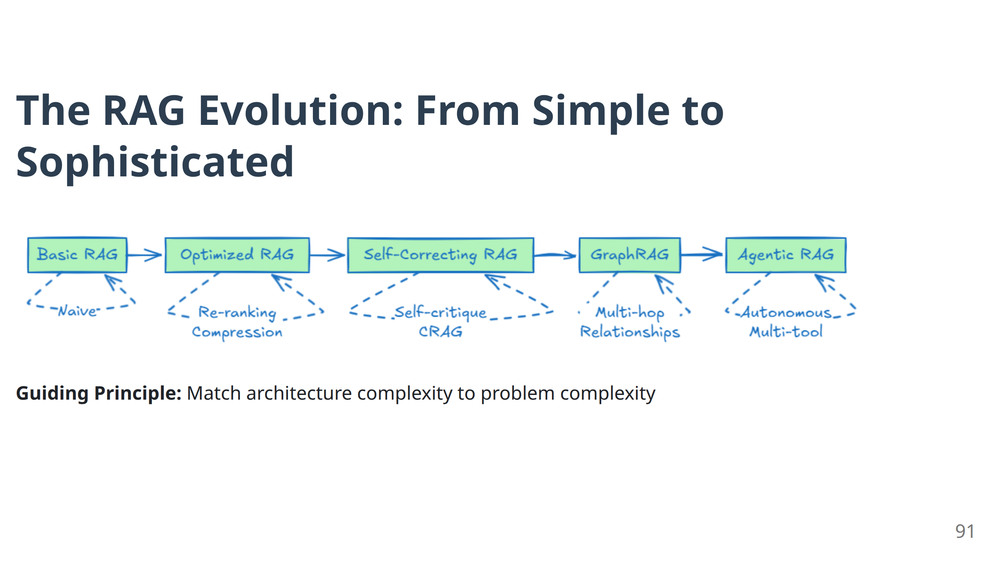 The RAG Evolution: From Simple to
Sophisticated
Basic RAG
Optimized RAG
Self-Correcting RAG
GraphRAG
Agentic RAG
Naive
Re-ranking
Compression
Self-critique
CRAG
Multi-hop
Relationships
Autonomous
Multi-tool
Guiding Principle: Match architecture complexity to problem complexity
91